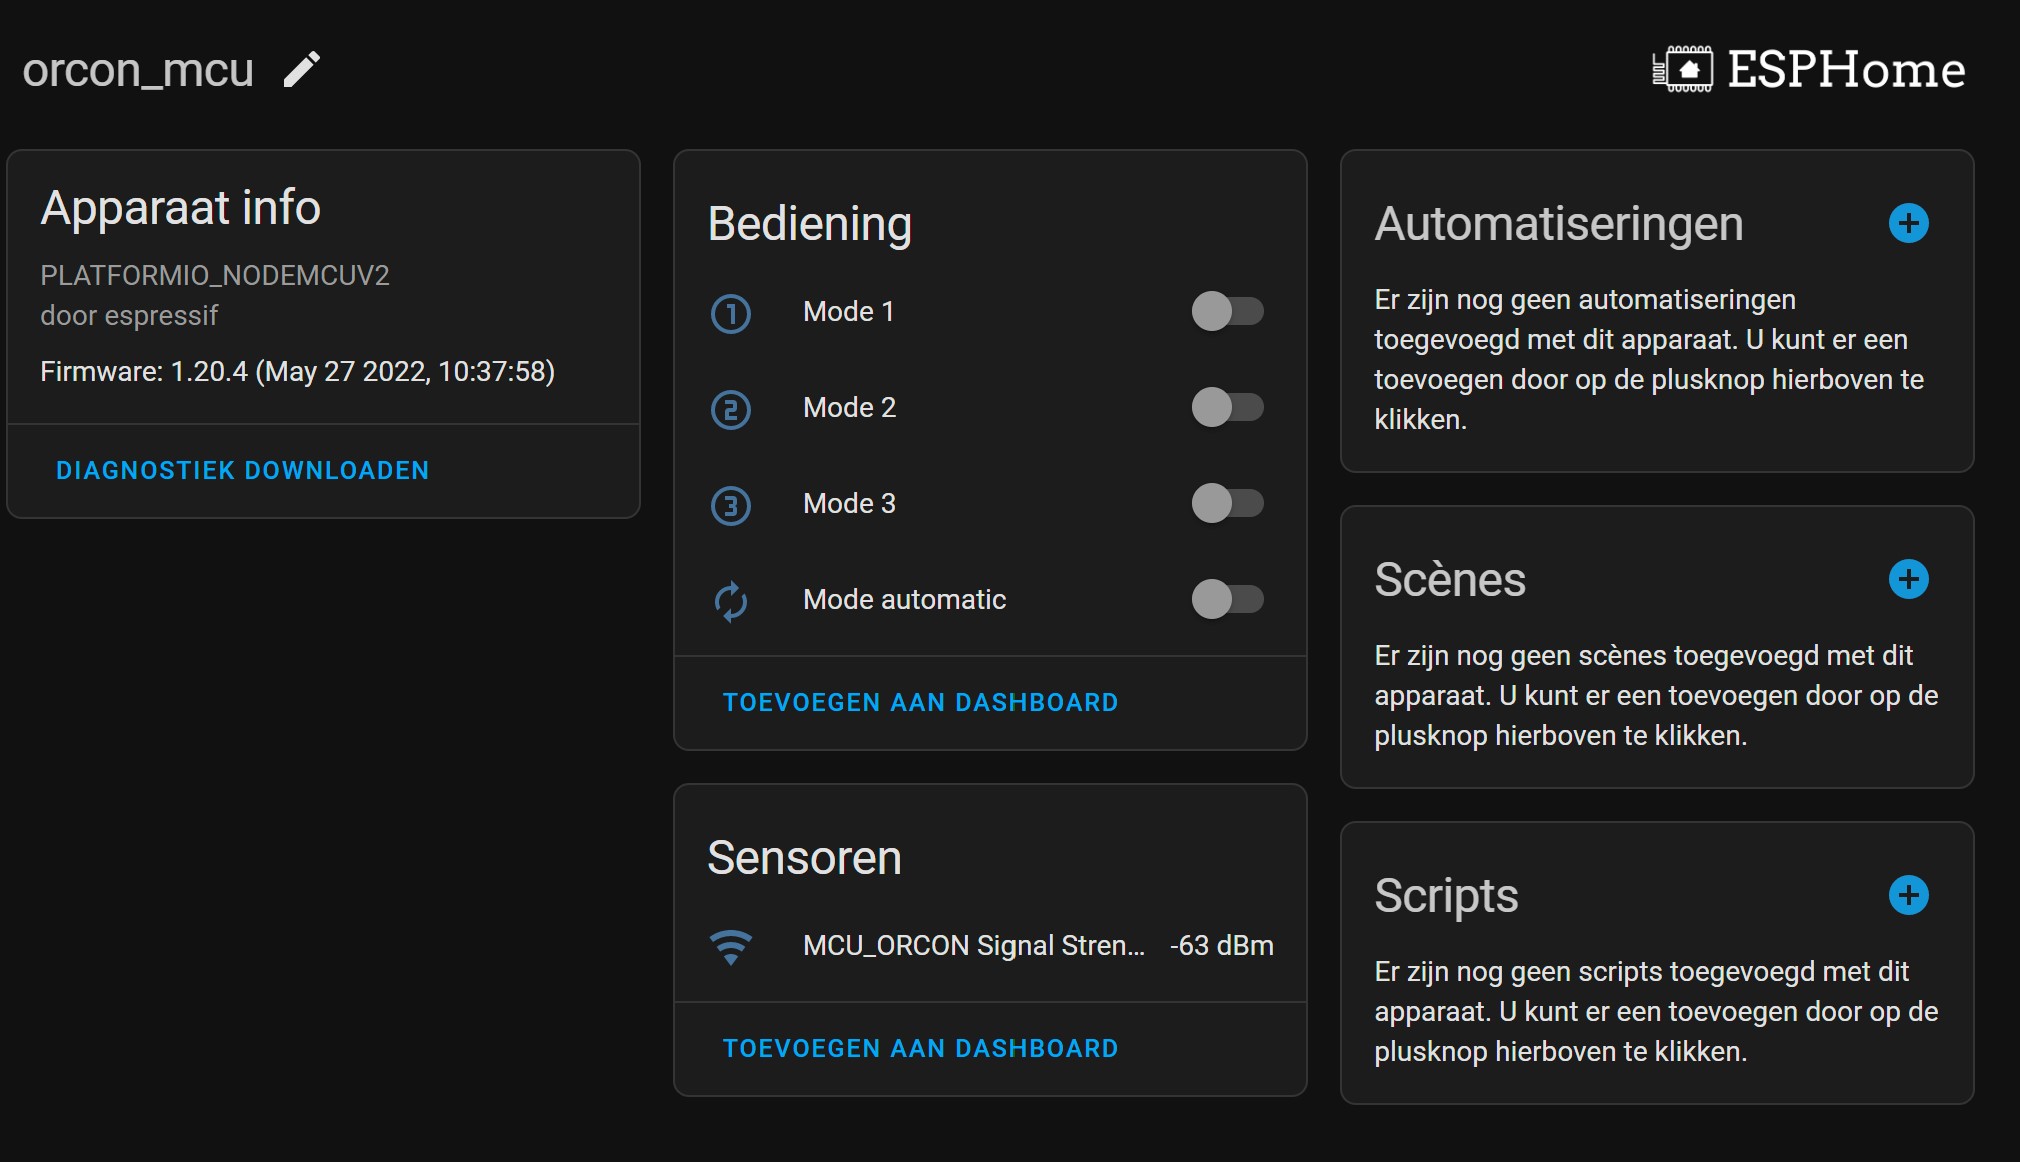 orcon_mcu
ESPHome
Apparaat info
PLATFORMIO_NODEMCUV2
door espressif
Firmware: 1.20.4 (May 27 2022, 10:37:58)
DIAGNOSTIEK DOWNLOADEN
Bediening
1 Mode 1
2 Mode 2
3 Mode 3
Mode automatic
TOEVOEGEN AAN DASHBOARD
Sensoren
MCU_ORCON Signal Stren... -63 dBm
TOEVOEGEN AAN DASHBOARD
Automatiseringen
Er zijn nog geen automatiseringen
toegevoegd met dit apparaat. U kunt er een
toevoegen door op de plusknop hierboven te
klikken.
Scènes
Er zijn nog geen scènes toegevoegd met dit
apparaat. U kunt er een toevoegen door op de
plusknop hierboven te klikken.
Scripts
Er zijn nog geen scripts toegevoegd met dit
apparaat. U kunt er een toevoegen door op de
plusknop hierboven te klikken.